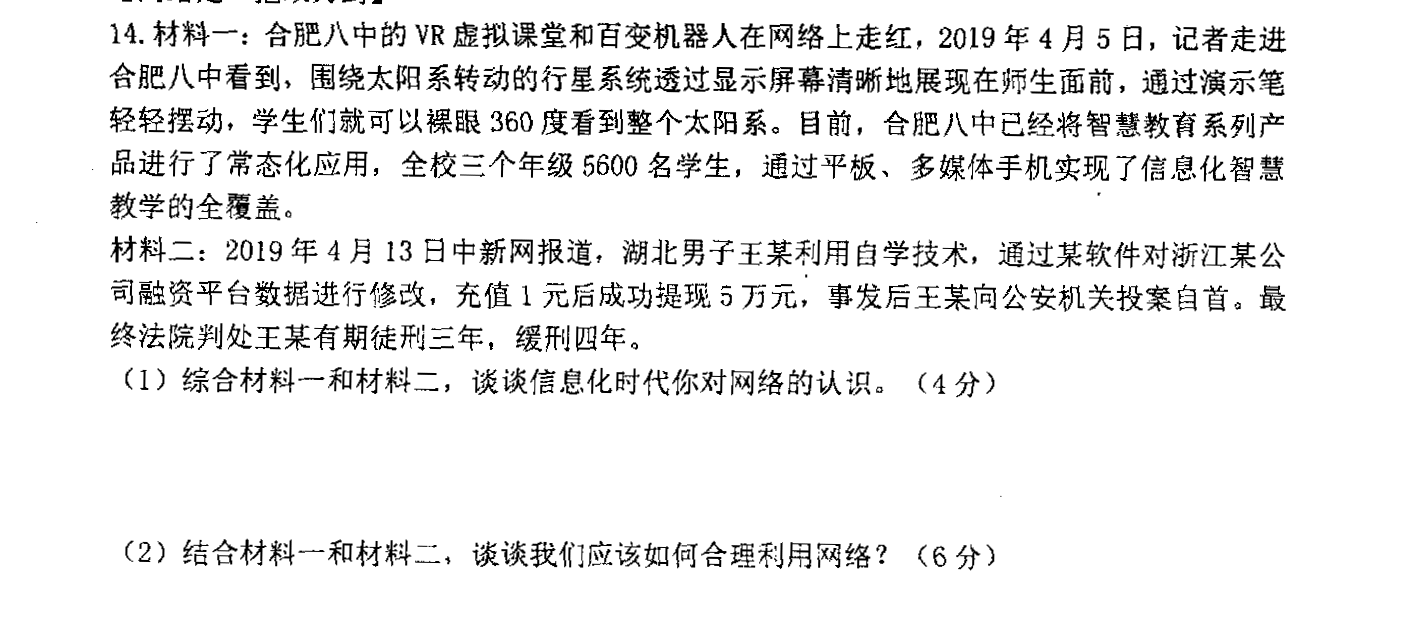 14.材料一：合肥八中的 VR 虚拟课堂和百变机器人在网络上走红，2019 年 4 月 5 日，记者走进
合肥八中看到，围绕太阳系转动的行星系统透过显示屏幕清晰地展现在师生面前，通过演示笔
轻轻摆动，学生们就可以裸眼 360 度看到整个太阳系。目前，合肥八中已经将智慧教育系列产
品进行了常态化应用，全校三个年级 5600 名学生，通过平板、多媒体手机实现了信息化智慧
教学的全覆盖。
材料二：2019 年 4 月 13 日中新网报道，湖北男子王某利用自学技术，通过某软件对浙江某公
司融资平台数据进行修改，充值 1 元后成功提现 5 万元，事发后王某向公安机关投案自首。最
终法院判处王某有期徒刑三年，缓刑四年。
（1）综合材料一和材料二，谈谈信息化时代你对网络的认识。（4 分）
（2）结合材料一和材料二，谈谈我们应该如何合理利用网络？（6 分）